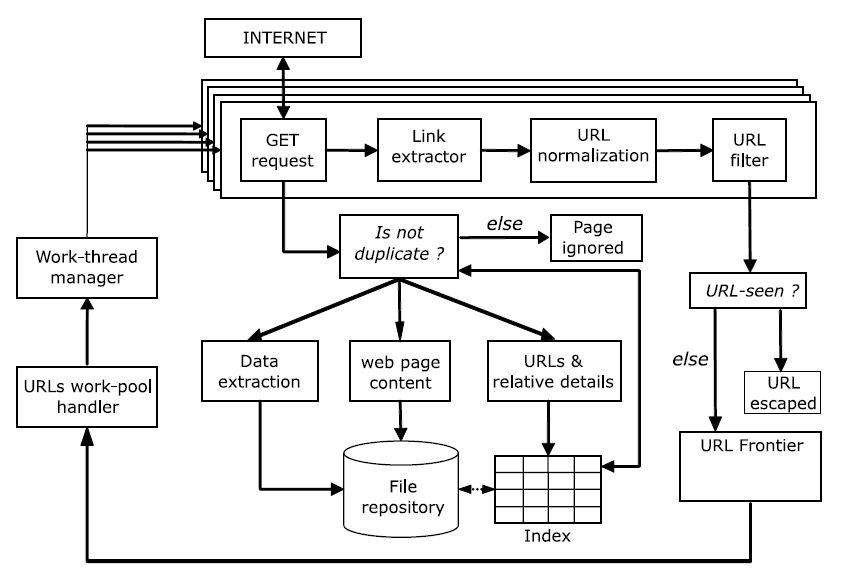 INTERNET
GET
request
Link
extractor
URL
normalization
URL
filter
Is not
duplicate ?
else
Page
ignored
Work-thread
manager
URL-seen ?
Data
extraction
web page
content
URLs &
relative details
else
URLs work-pool
handler
URL
escaped
URL Frontier
File
repository
Index